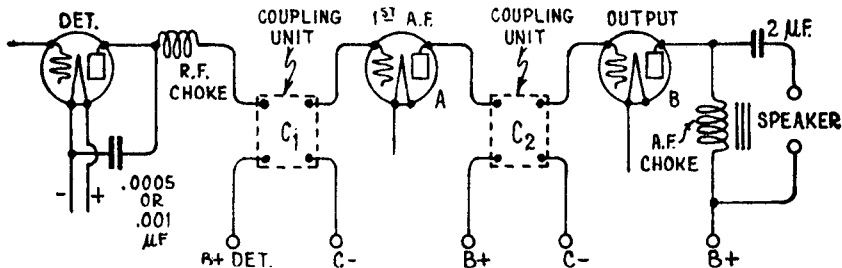 DET.
COUPLING
UNIT
1ST A.F.
COUPLING
UNIT
OUTPUT
2 µF.
R.F.
CHOKE
A
B
C1
C2
A.F.
CHOKE
SPEAKER
- +
.0005
OR
.001
µF
B+ DET.
C-
B+
C-
B+